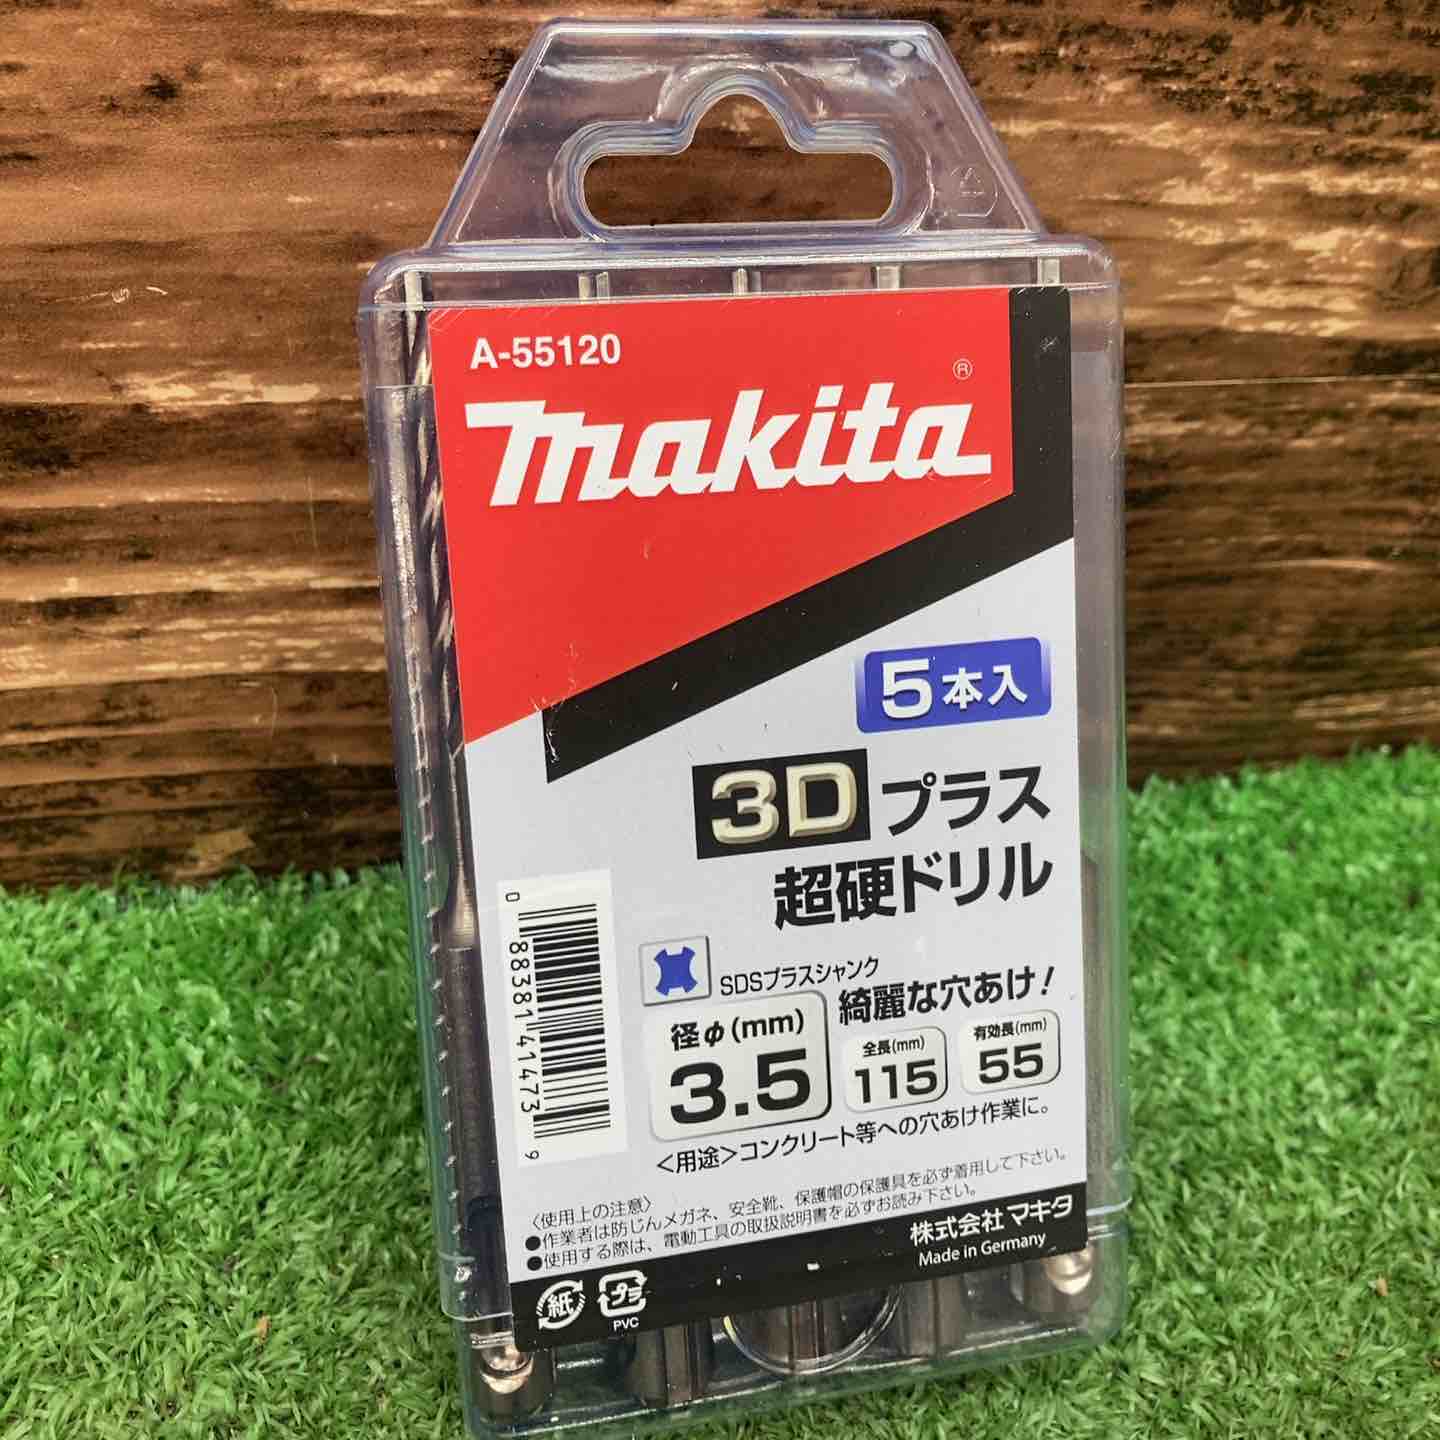 A-55120
makita®
5本入
3Dプラス
超硬ドリル
SDSプラスシャンク
綺麗な穴あけ!
径φ(mm)
3.5
全長(mm)
115
有効長(mm)
55
<用途>コンクリート等への穴あけ作業に。
〈使用上の注意〉
●作業者は防じんメガネ、安全靴、保護帽の保護具を必ず着用して下さい。
●使用する際は、電動工具の取扱説明書を必ずお読み下さい。
株式会社マキタ
Made in Germany
紙
プラ
PVC
0 88381 41473 9